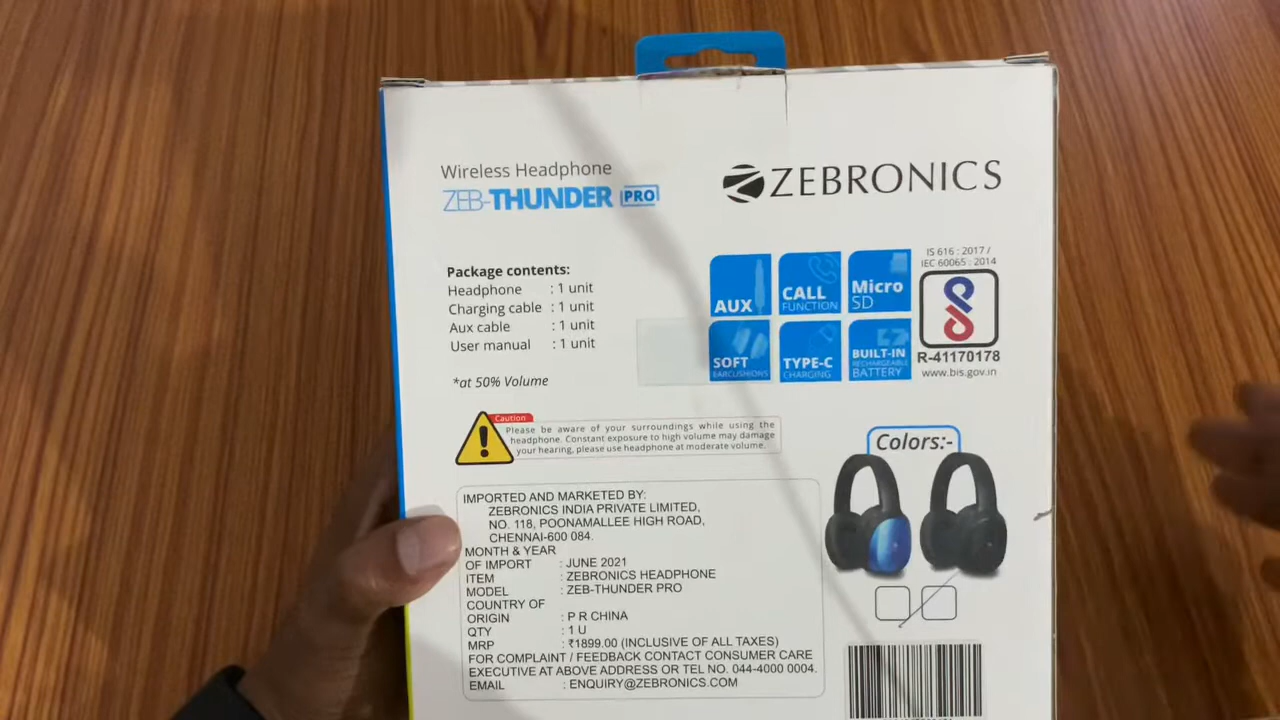 Wireless Headphone
ZEB-THUNDER PRO
ZEBRONICS
Package contents:
Headphone : 1 unit
Charging cable : 1 unit
Aux cable : 1 unit
User manual : 1 unit
*at 50% Volume
AUX
CALL
FUNCTION
Micro
SD
SOFT
EARCUSHIONS
TYPE-C
CHARGING
BUILT-IN
RECHARGEABLE
BATTERY
IS 616 : 2017 /
IEC 60065 : 2014
R-41170178
www.bis.gov.in
Caution
Please be aware of your surroundings while using the
headphone. Constant exposure to high volume may damage
your hearing, please use headphone at moderate volume.
Colors:-
IMPORTED AND MARKETED BY:
ZEBRONICS INDIA PRIVATE LIMITED,
NO. 118, POONAMALLEE HIGH ROAD,
CHENNAI-600 084.
MONTH & YEAR
OF IMPORT : JUNE 2021
ITEM : ZEBRONICS HEADPHONE
MODEL : ZEB-THUNDER PRO
COUNTRY OF
ORIGIN : P R CHINA
QTY : 1 U
MRP : ₹1899.00 (INCLUSIVE OF ALL TAXES)
FOR COMPLAINT / FEEDBACK CONTACT CONSUMER CARE
EXECUTIVE AT ABOVE ADDRESS OR TEL NO. 044-4000 0004.
EMAIL : ENQUIRY@ZEBRONICS.COM